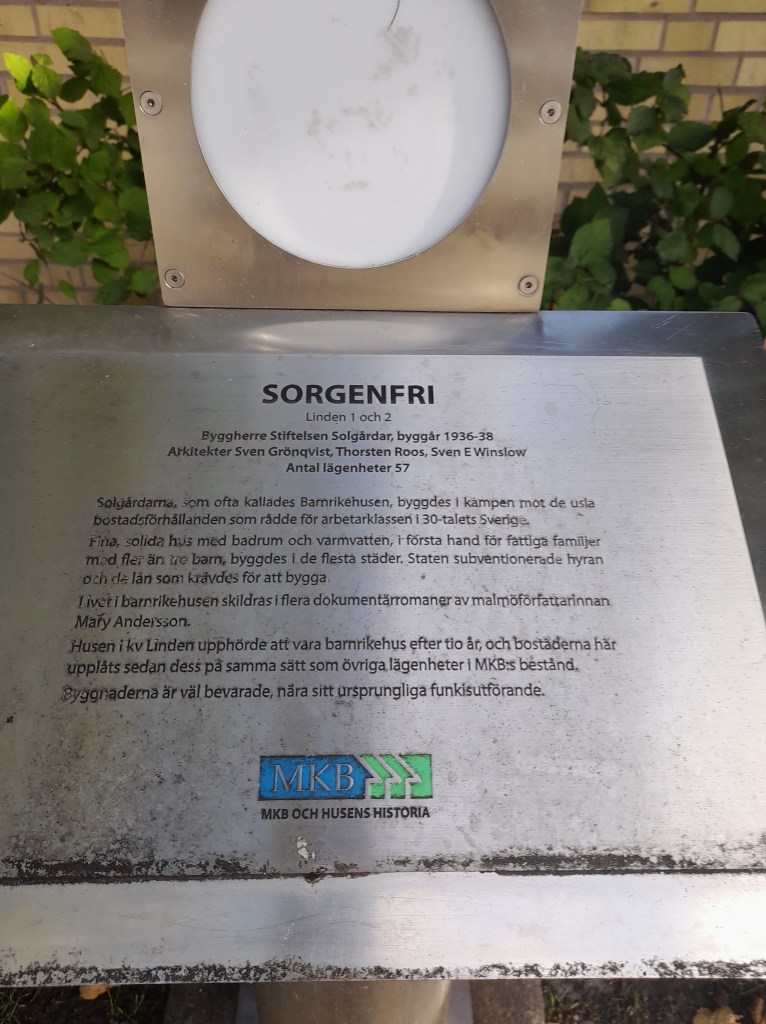 SORGENFRI
Linden 1 och 2
Byggherre Stiftelsen Solgårdar, byggår 1936-38
Arkitekter Sven Grönqvist, Thorsten Roos, Sven E Winslow
Antal lägenheter 57
Solgårdarna, som ofta kallades Barnrikehusen, byggdes i kampen mot de usla
bostadsförhållanden som rådde för arbetarklassen i 30-talets Sverige.
Fina, solida hus med badrum och varmvatten, i första hand för fattiga familjer
med fler än tre barn, byggdes i de flesta städer. Staten subventionerade hyran
och de lån som krävdes för att bygga.
Livet i barnrikehusen skildras i flera dokumentärromaner av malmöförfattarinnan
Mary Andersson.
Husen i kv Linden upphörde att vara barnrikehus efter tio år, och bostäderna här
upplåts sedan dess på samma sätt som övriga lägenheter i MKB:s bestånd.
Byggnaderna är väl bevarade, nära sitt ursprungliga funkisutförande.
MKB
MKB OCH HUSENS HISTORIA